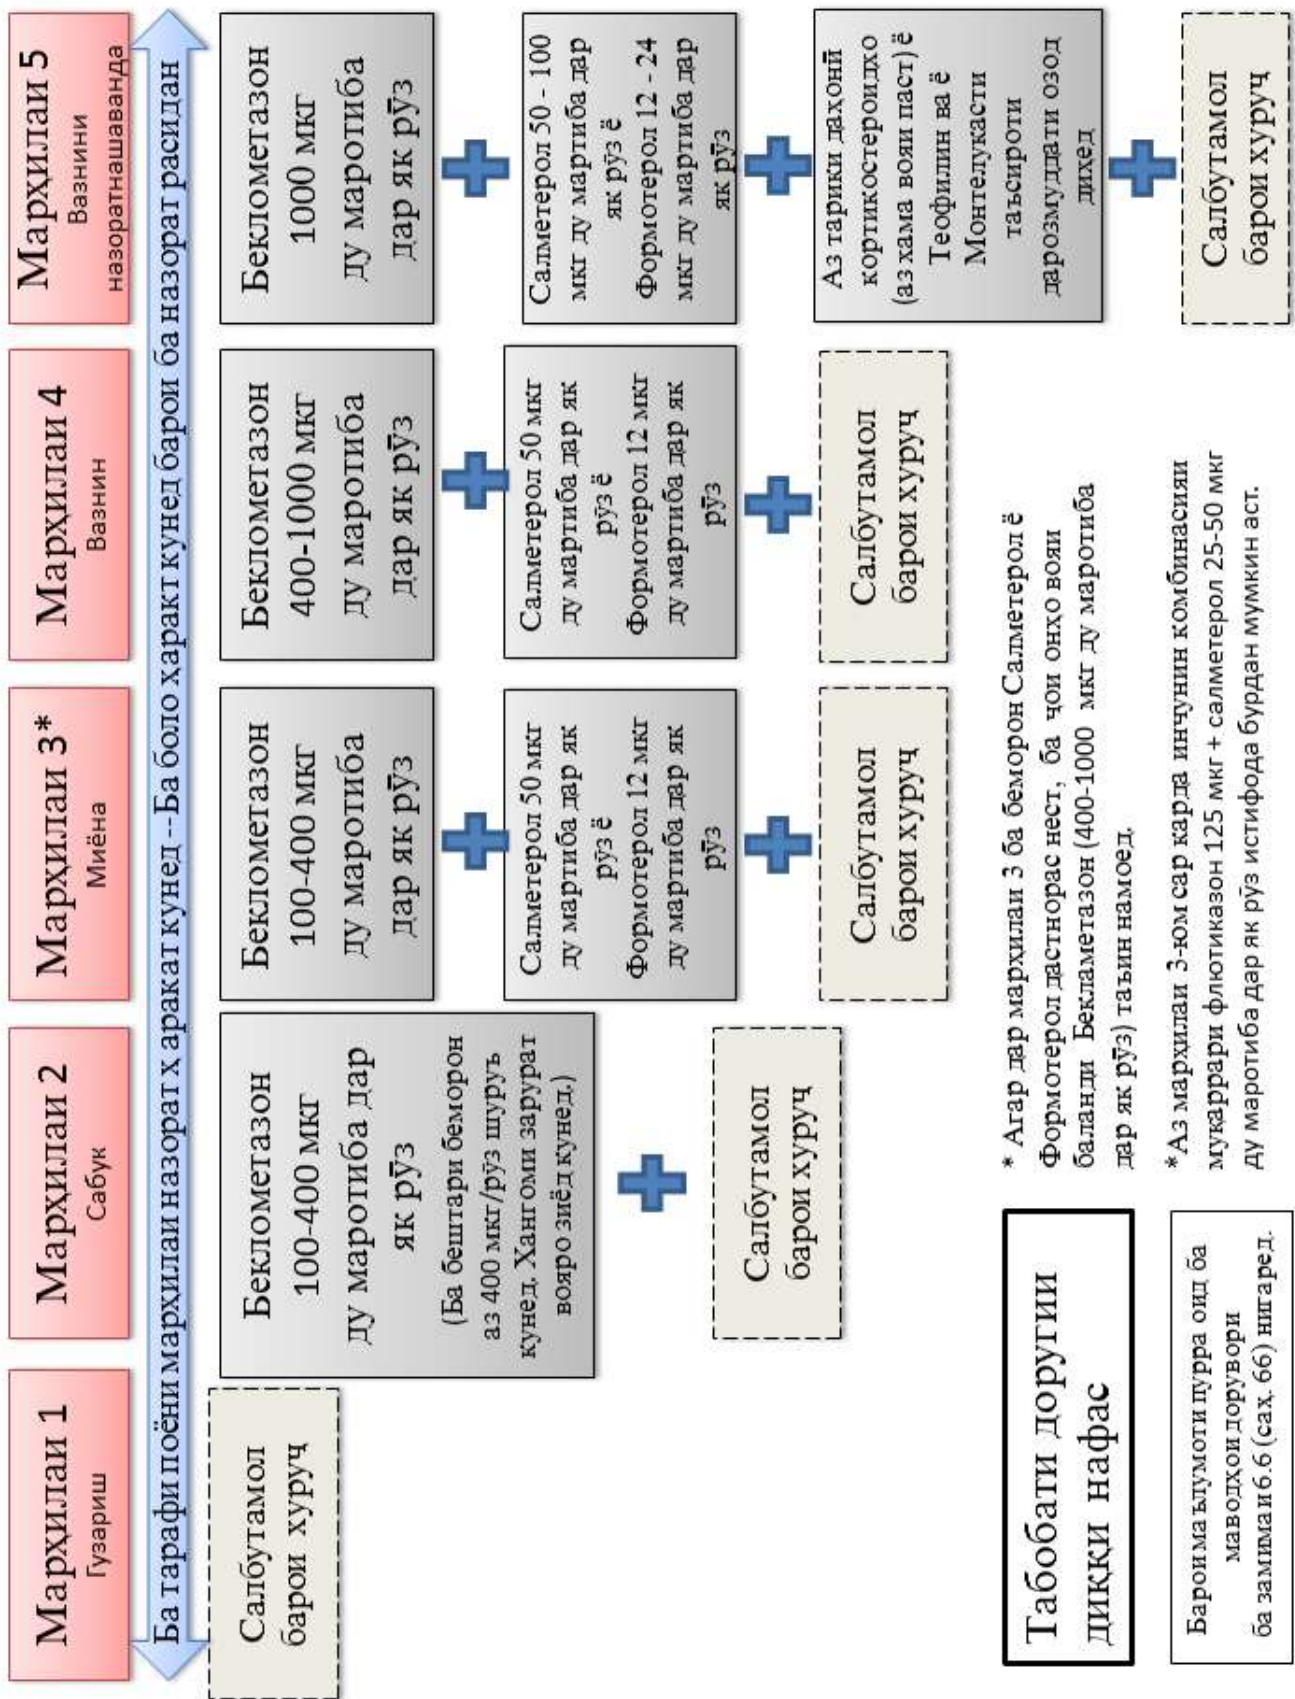 Марҳилаи 1
Гузариш
Марҳилаи 2
Сабук
Марҳилаи 3*
Миёна
Марҳилаи 4
Вазнин
Марҳилаи 5
Вазнини
назоратнашаванда
Ба тарафи поёни марҳилаи назорат ҳаракат кунед --Ба боло ҳаракт кунед барои ба назорат расидан
Салбутамол
барои хуруҷ
Беклометазон
100-400 мкг
ду маротиба дар
як рӯз
(Ба бештари беморон
аз 400 мкг/рӯз шуруъ
кунед. Хангоми зарурат
вояро зиёд кунед.)
Салбутамол
барои хуруҷ
Беклометазон
100-400 мкг
ду маротиба
дар як рӯз
Салметерол 50 мкг
ду мартиба дар як
рӯз ё
Формотерол 12 мкг
ду мартиба дар як
рӯз
Салбутамол
барои хуруҷ
Беклометазон
400-1000 мкг
ду маротиба
дар як рӯз
Салметерол 50 мкг
ду мартиба дар як
рӯз ё
Формотерол 12 мкг
ду мартиба дар як
рӯз
Салбутамол
барои хуруҷ
Беклометазон
1000 мкг
ду маротиба
дар як рӯз
Салметерол 50 - 100
мкг ду мартиба дар
як рӯз ё
Формотерол 12 - 24
мкг ду мартиба дар
як рӯз
Аз тарики дахонӣ
кортикостероидхо
(аз хама вояи паст) ё
Теофилин ва ё
Монтелукасти
таъсироти
дарозмуддати озод
диҳед
Салбутамол
барои хуруҷ
Табобати доругии
диққи нафас
Барои маълумоти пурра оид ба
маводҳои дорувори
ба замимаи 6.6 (саҳ. 66) нигаред.
* Агар дар марҳилаи 3 ба беморон Салметерол ё
Формотерол дастнорас нест, ба ҷои онҳо вояи
баланди Бекламетазон (400-1000 мкг ду маротиба
дар як рӯз) таъин намоед.
*Аз марҳилаи 3-юм сар карда инчунин комбинасияи
муқаррари флютиказон 125 мкг + салметерол 25-50 мкг
ду маротиба дар як рӯз истифода бурдан мумкин аст.